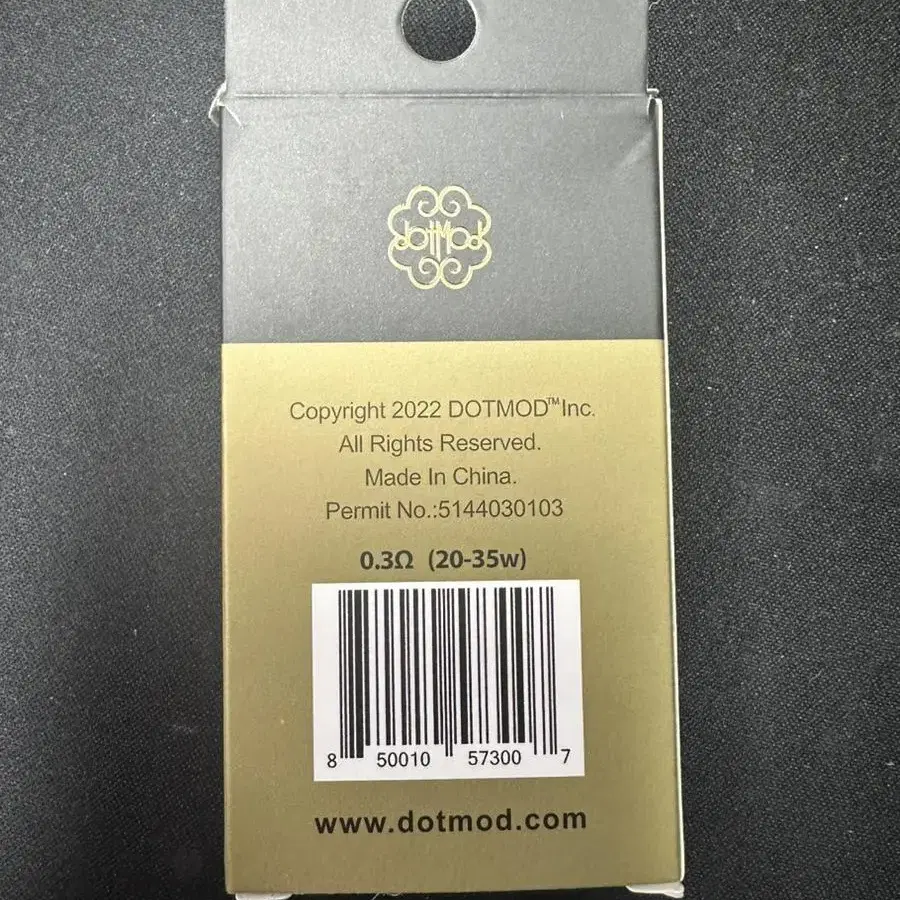 dotMod
Copyright 2022 DOTMOD™Inc.
All Rights Reserved.
Made In China.
Permit No.:5144030103
0.3Ω (20-35w)
8 50010 57300 7
www.dotmod.com